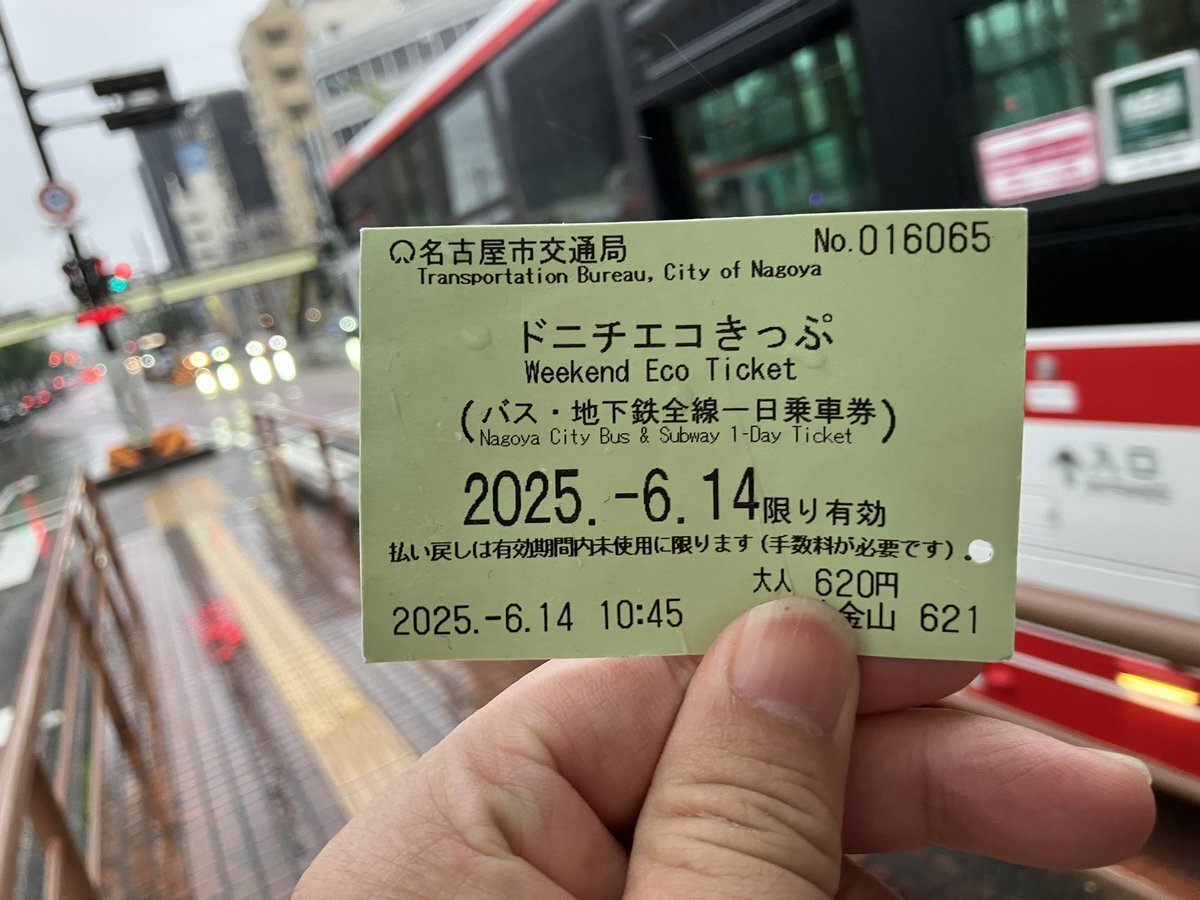 名古屋市交通局 No.016065
Transportation Bureau, City of Nagoya
ドニチエコきっぷ
Weekend Eco Ticket
(バス・地下鉄全線一日乗車券)
Nagoya City Bus & Subway 1-Day Ticket
2025.-6.14限り有効
払い戻しは有効期間内未使用に限ります(手数料が必要です)。
大人 620円
2025.-6.14 10:45 金山 621
入口